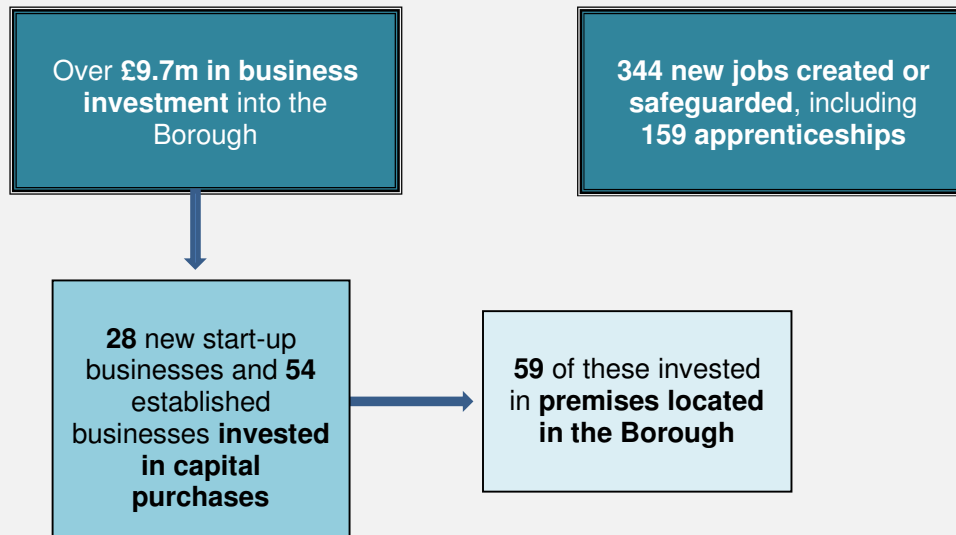 Over £9.7m in business
investment into the
Borough
344 new jobs created or
safeguarded, including
159 apprenticeships
28 new start-up
businesses and 54
established
businesses invested
in capital
purchases
59 of these invested
in premises located
in the Borough